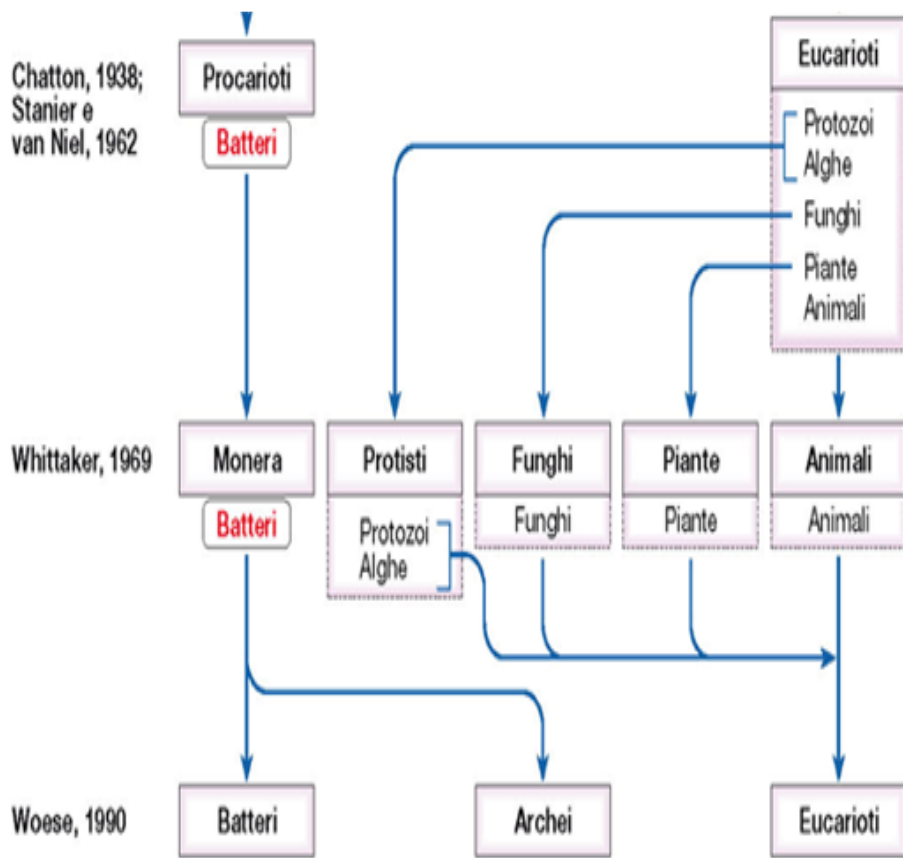 Chatton, 1938;
Stanier e
van Niel, 1962
Procarioti
Batteri
Eucarioti
Protozoi
Alghe
Funghi
Piante
Animali
Whittaker, 1969
Monera
Batteri
Protisti
Protozoi
Alghe
Funghi
Funghi
Piante
Piante
Animali
Animali
Woese, 1990
Batteri
Archei
Eucarioti